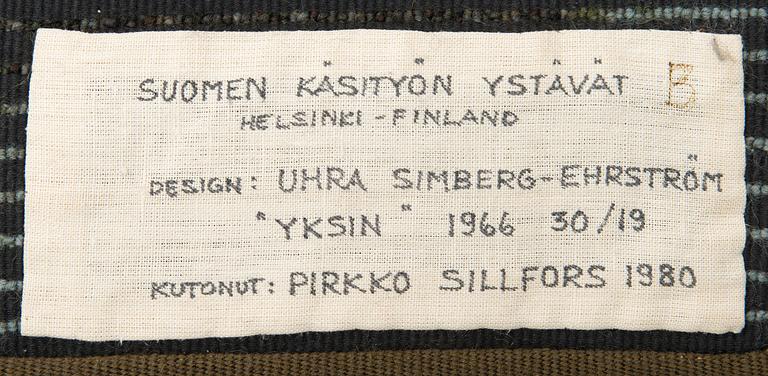 SUOMEN KÄSITYÖN YSTÄVÄT
HELSINKI - FINLAND
DESIGN: UHRA SIMBERG-EHRSTRÖM
"YKSIN" 1966 30/19
KUTONUT: PIRKKO SILLFORS 1980